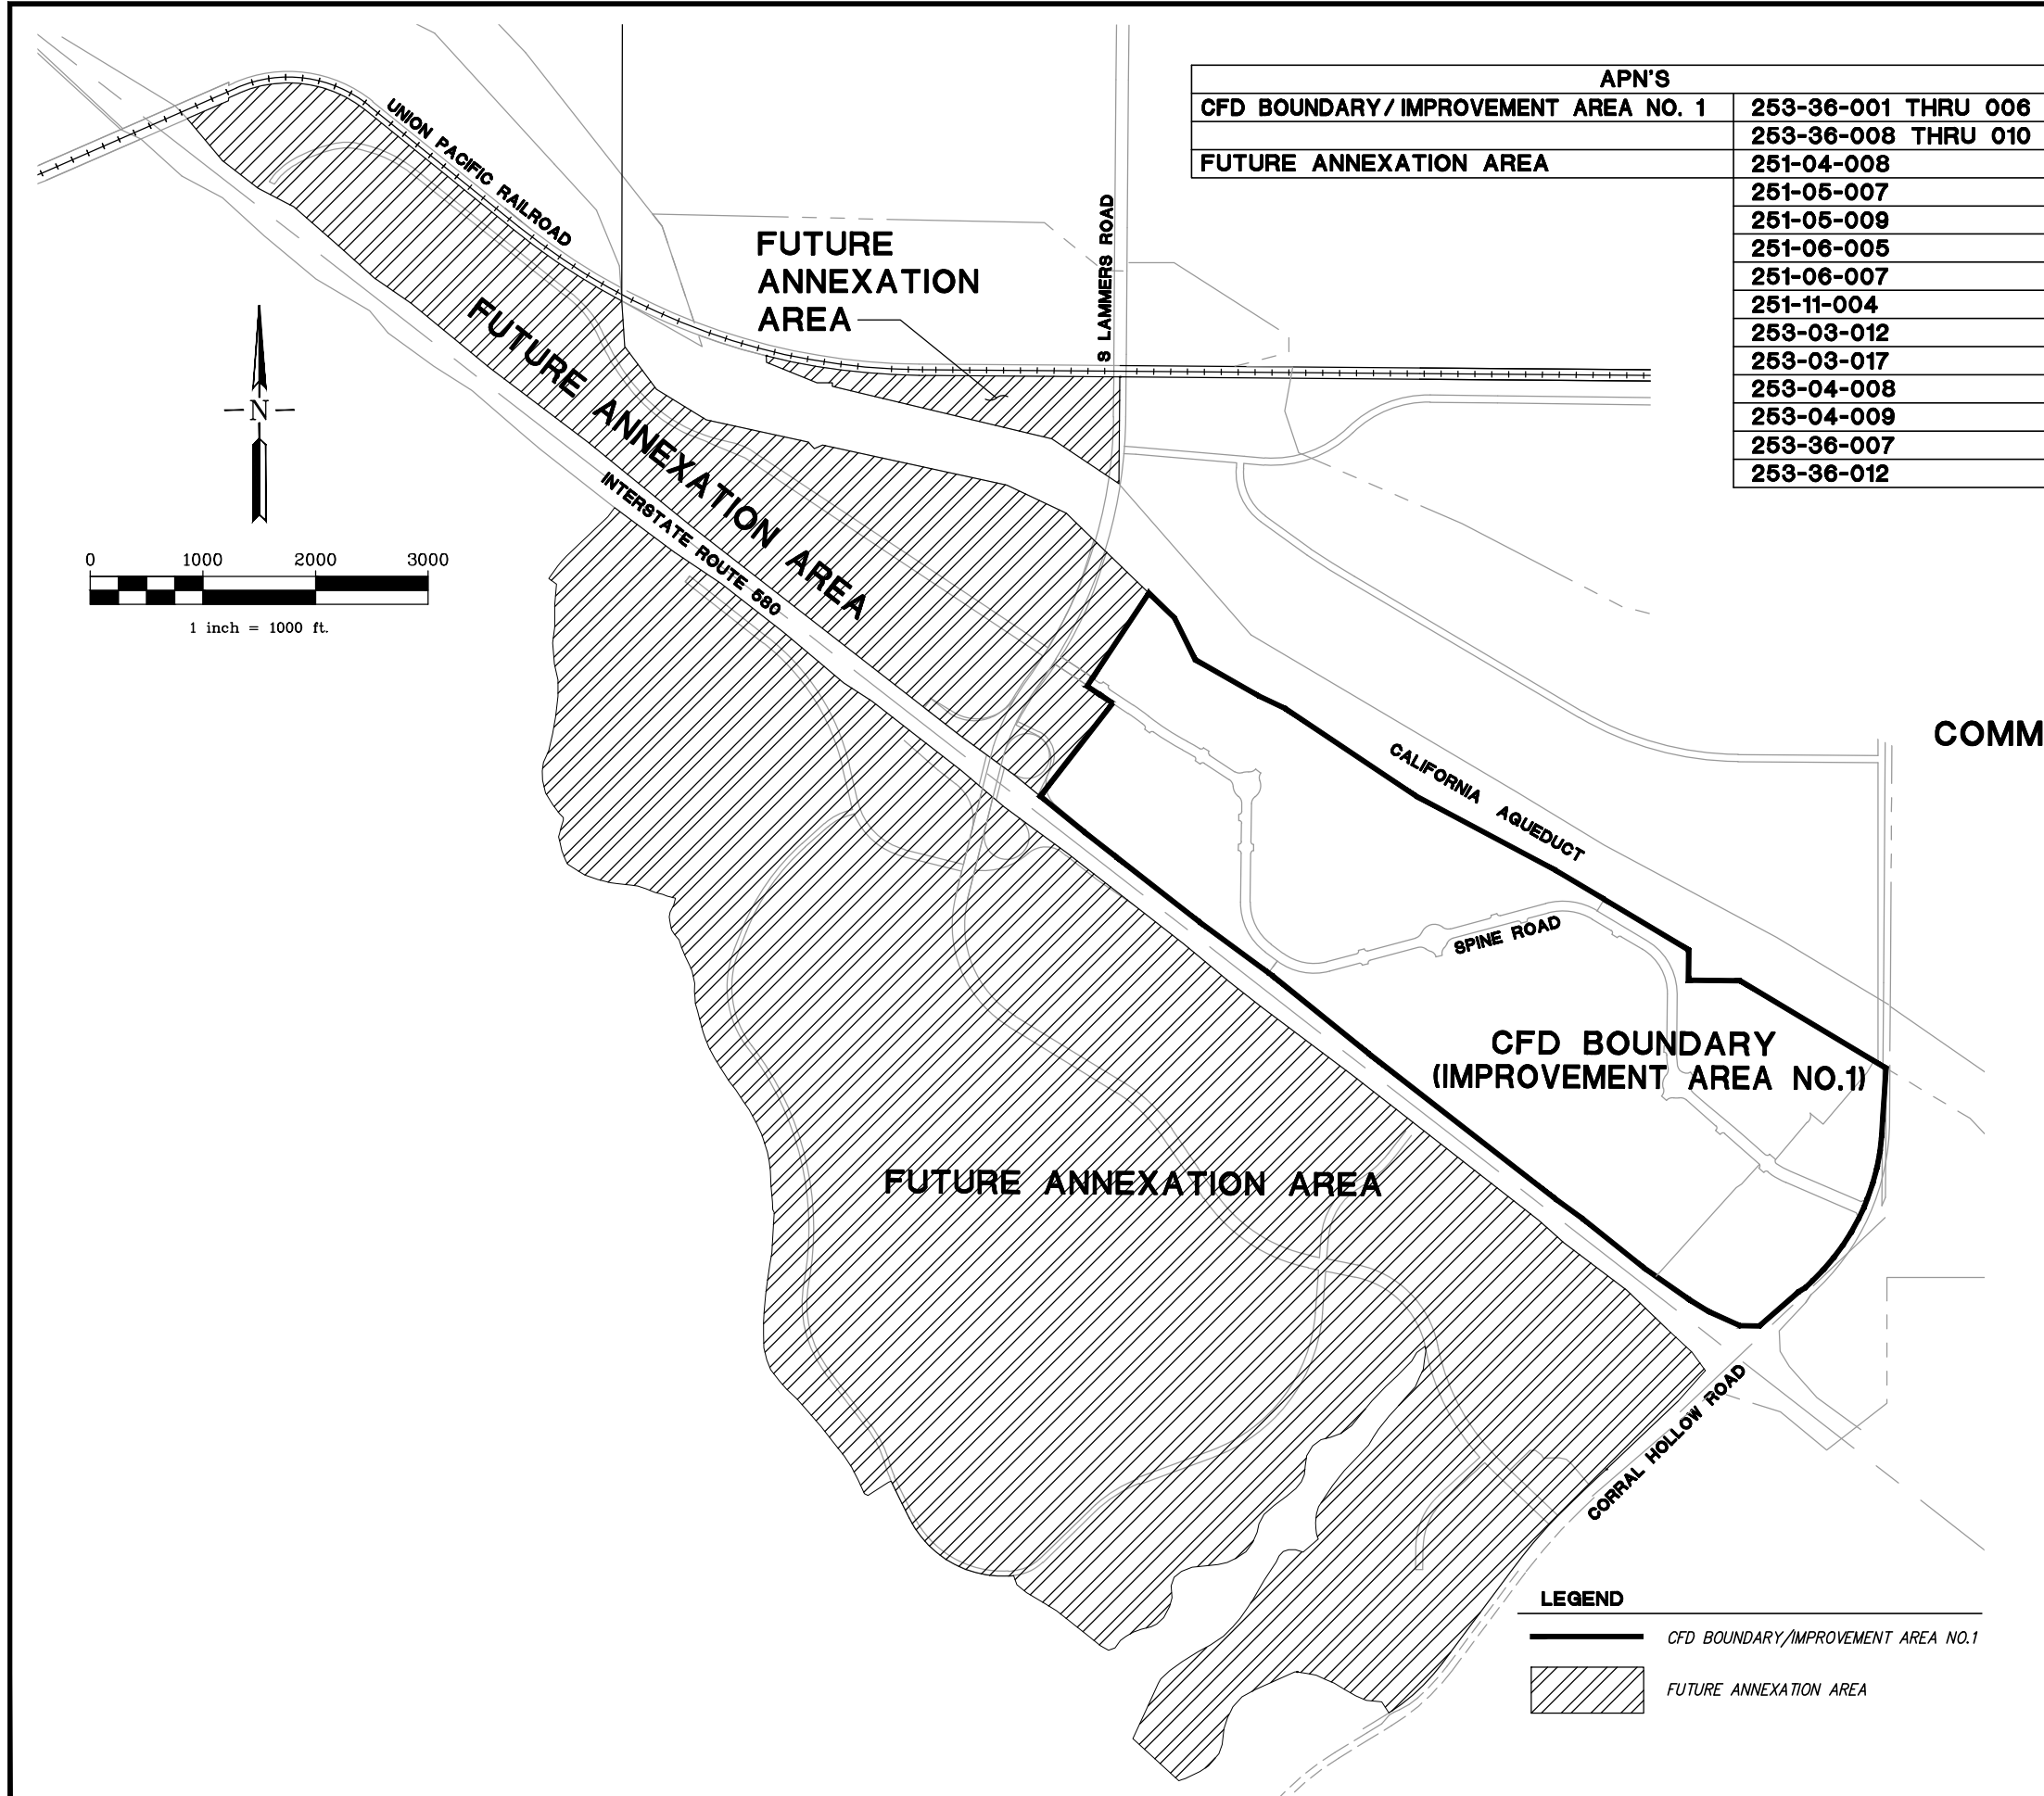 APN'S
CFD BOUNDARY/IMPROVEMENT AREA NO. 1 253-36-001 THRU 006
253-36-008 THRU 010
FUTURE ANNEXATION AREA 251-04-008
251-05-007
251-05-009
251-06-005
251-06-007
251-11-004
253-03-012
253-03-017
253-04-008
253-04-009
253-36-007
253-36-012
UNION PACIFIC RAILROAD
S LAMMERS ROAD
FUTURE
ANNEXATION
AREA
FUTURE ANNEXATION AREA
INTERSTATE ROUTE 580
N
0 1000 2000 3000
1 inch = 1000 ft.
COMM
CALIFORNIA AQUEDUCT
SPINE ROAD
CFD BOUNDARY
(IMPROVEMENT AREA NO.1)
FUTURE ANNEXATION AREA
CORRAL HOLLOW ROAD
LEGEND
CFD BOUNDARY/IMPROVEMENT AREA NO.1
FUTURE ANNEXATION AREA